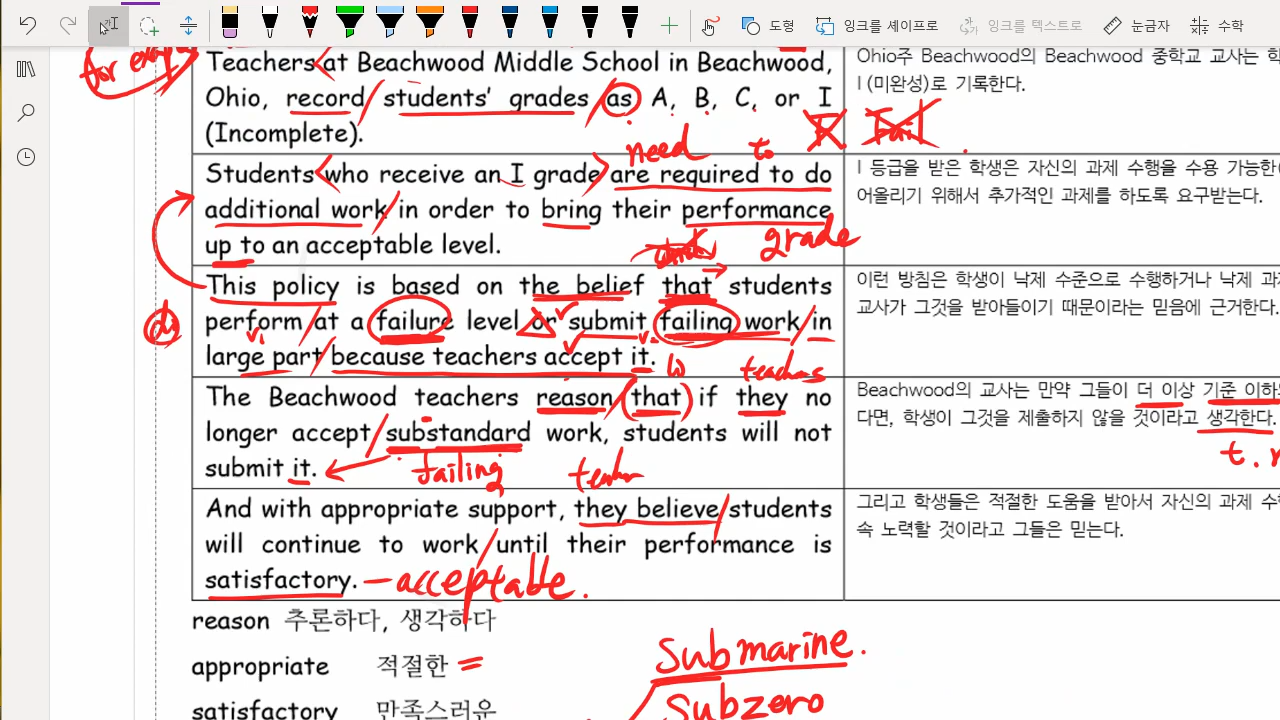 도형 잉크를 셰이프로 잉크를 텍스트로 눈금자 수학
for
Teachers at Beachwood Middle School in Beachwood,
Ohio, record students' grades as A, B, C, or I
(Incomplete).
F Fail
Ohio주 Beachwood의 Beachwood 중학교 교사는 학
I (미완성)로 기록한다.
need to
Students who receive an I grade are required to do
additional work in order to bring their performance
up to an acceptable level.
grade
I 등급을 받은 학생은 자신의 과제 수행을 수용 가능한
어올리기 위해서 추가적인 과제를 하도록 요구받는다.
This policy is based on the belief that students
perform at a failure level or submit failing work in
large part because teachers accept it.
이런 방침은 학생이 낙제 수준으로 수행하거나 낙제 과
교사가 그것을 받아들이기 때문이라는 믿음에 근거한다.
teachers
The Beachwood teachers reason that if they no
longer accept substandard work, students will not
submit it.
failing
Beachwood의 교사는 만약 그들이 더 이상 기준 이하
다면, 학생이 그것을 제출하지 않을 것이라고 생각한다.
teacher
And with appropriate support, they believe students
will continue to work until their performance is
satisfactory. – acceptable.
그리고 학생들은 적절한 도움을 받아서 자신의 과제 수
속 노력할 것이라고 그들은 믿는다.
reason 추론하다, 생각하다
appropriate 적절한 =
satisfactory 만족스러운
Submarine.
Subzero